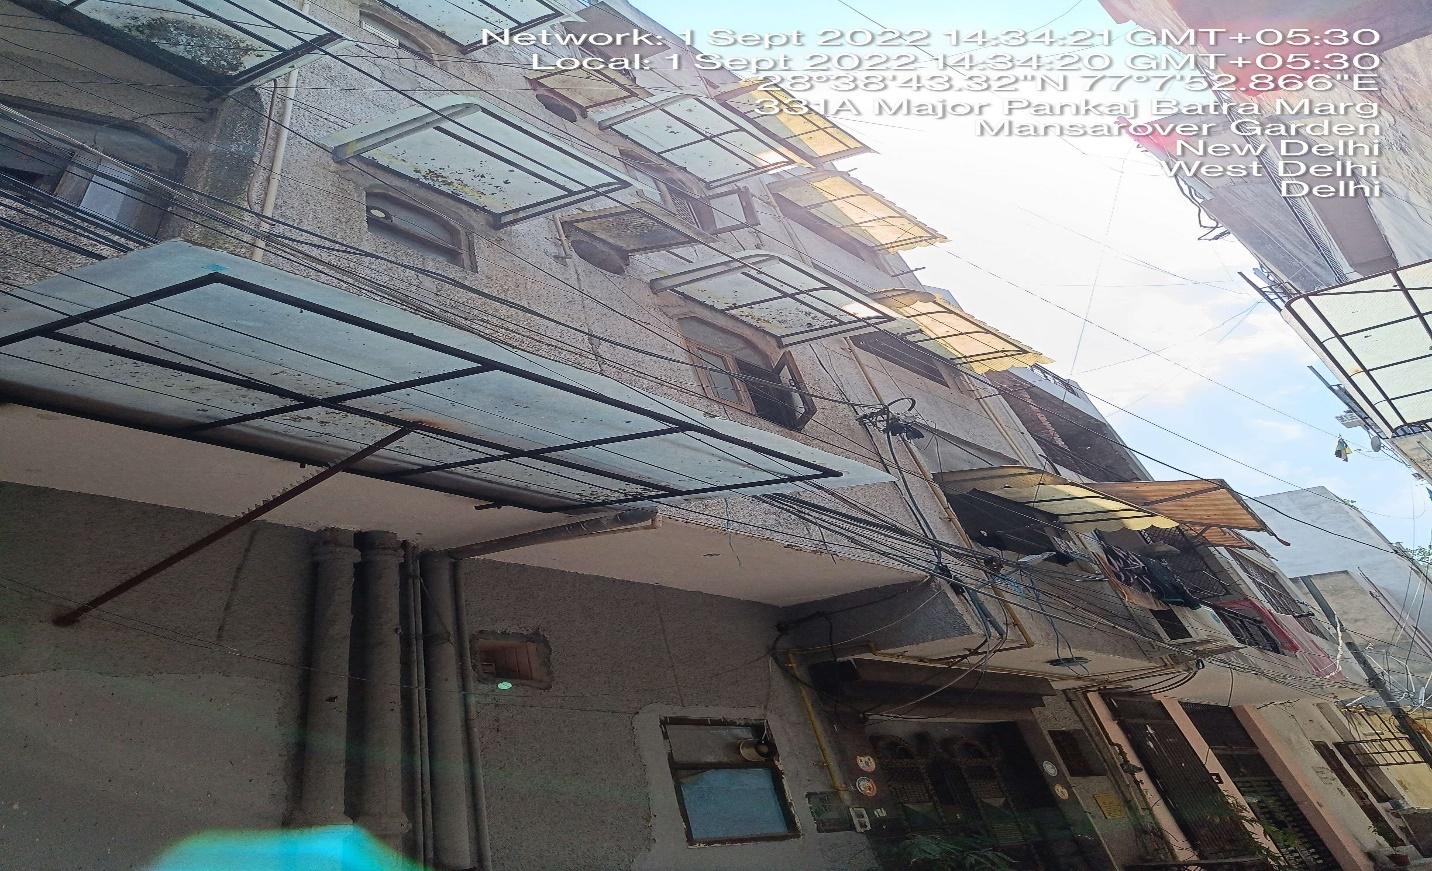 Network: 1 Sept 2022 14:34:21 GMT+05:30
Local: 1 Sept 2022 14:34:20 GMT+05:30
28°38'43.32"N 77°7'52.866"E
331A Major Pankaj Batra Marg
Mansarover Garden
New Delhi
West Delhi
Delhi